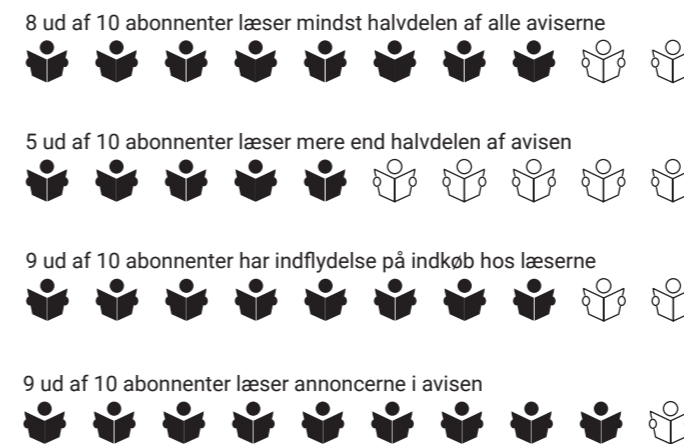 8 ud af 10 abonnenter læser mindst halvdelen af alle aviserne
5 ud af 10 abonnenter læser mere end halvdelen af avisen
9 ud af 10 abonnenter har indflydelse på indkøb hos læserne
9 ud af 10 abonnenter læser annoncerne i avisen